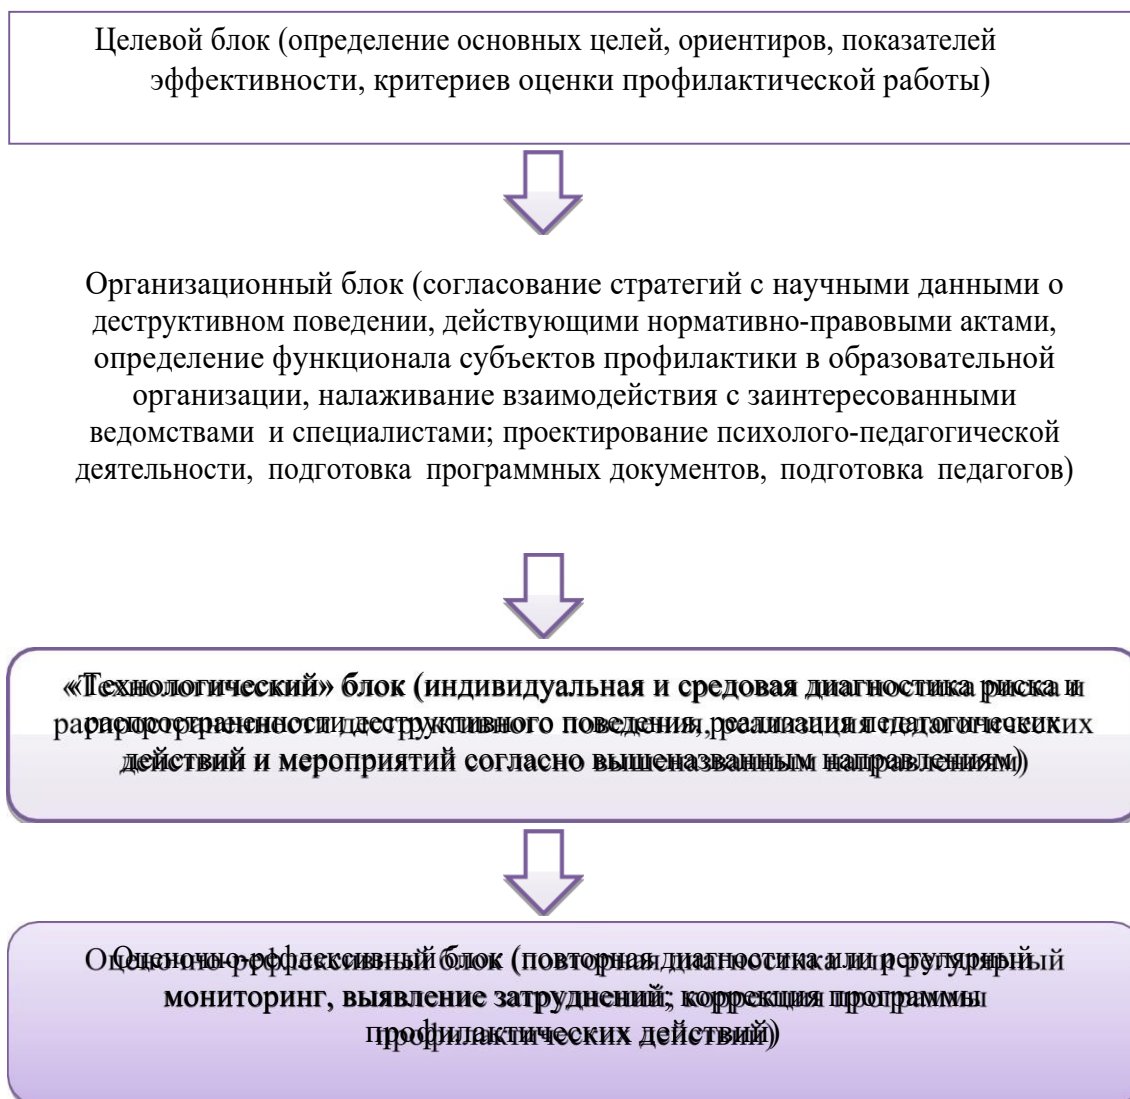 Целевой блок (определение основных целей, ориентиров, показателей
эффективности, критериев оценки профилактической работы)
Организационный блок (согласование стратегий с научными данными о
деструктивном поведении, действующими нормативно-правовыми актами,
определение функционала субъектов профилактики в образовательной
организации, налаживание взаимодействия с заинтересованными
ведомствами и специалистами; проектирование психолого-педагогической
деятельности, подготовка программных документов, подготовка педагогов)
«Технологический» блок (индивидуальная и средовая диагностика риска и
распространенности деструктивного поведения, реализация педагогических
действий и мероприятий согласно вышеназванным направлениям)
Оценочно-рефлексивный блок (повторная диагностика или регулярный
мониторинг, выявление затруднений; коррекция программы
профилактических действий)